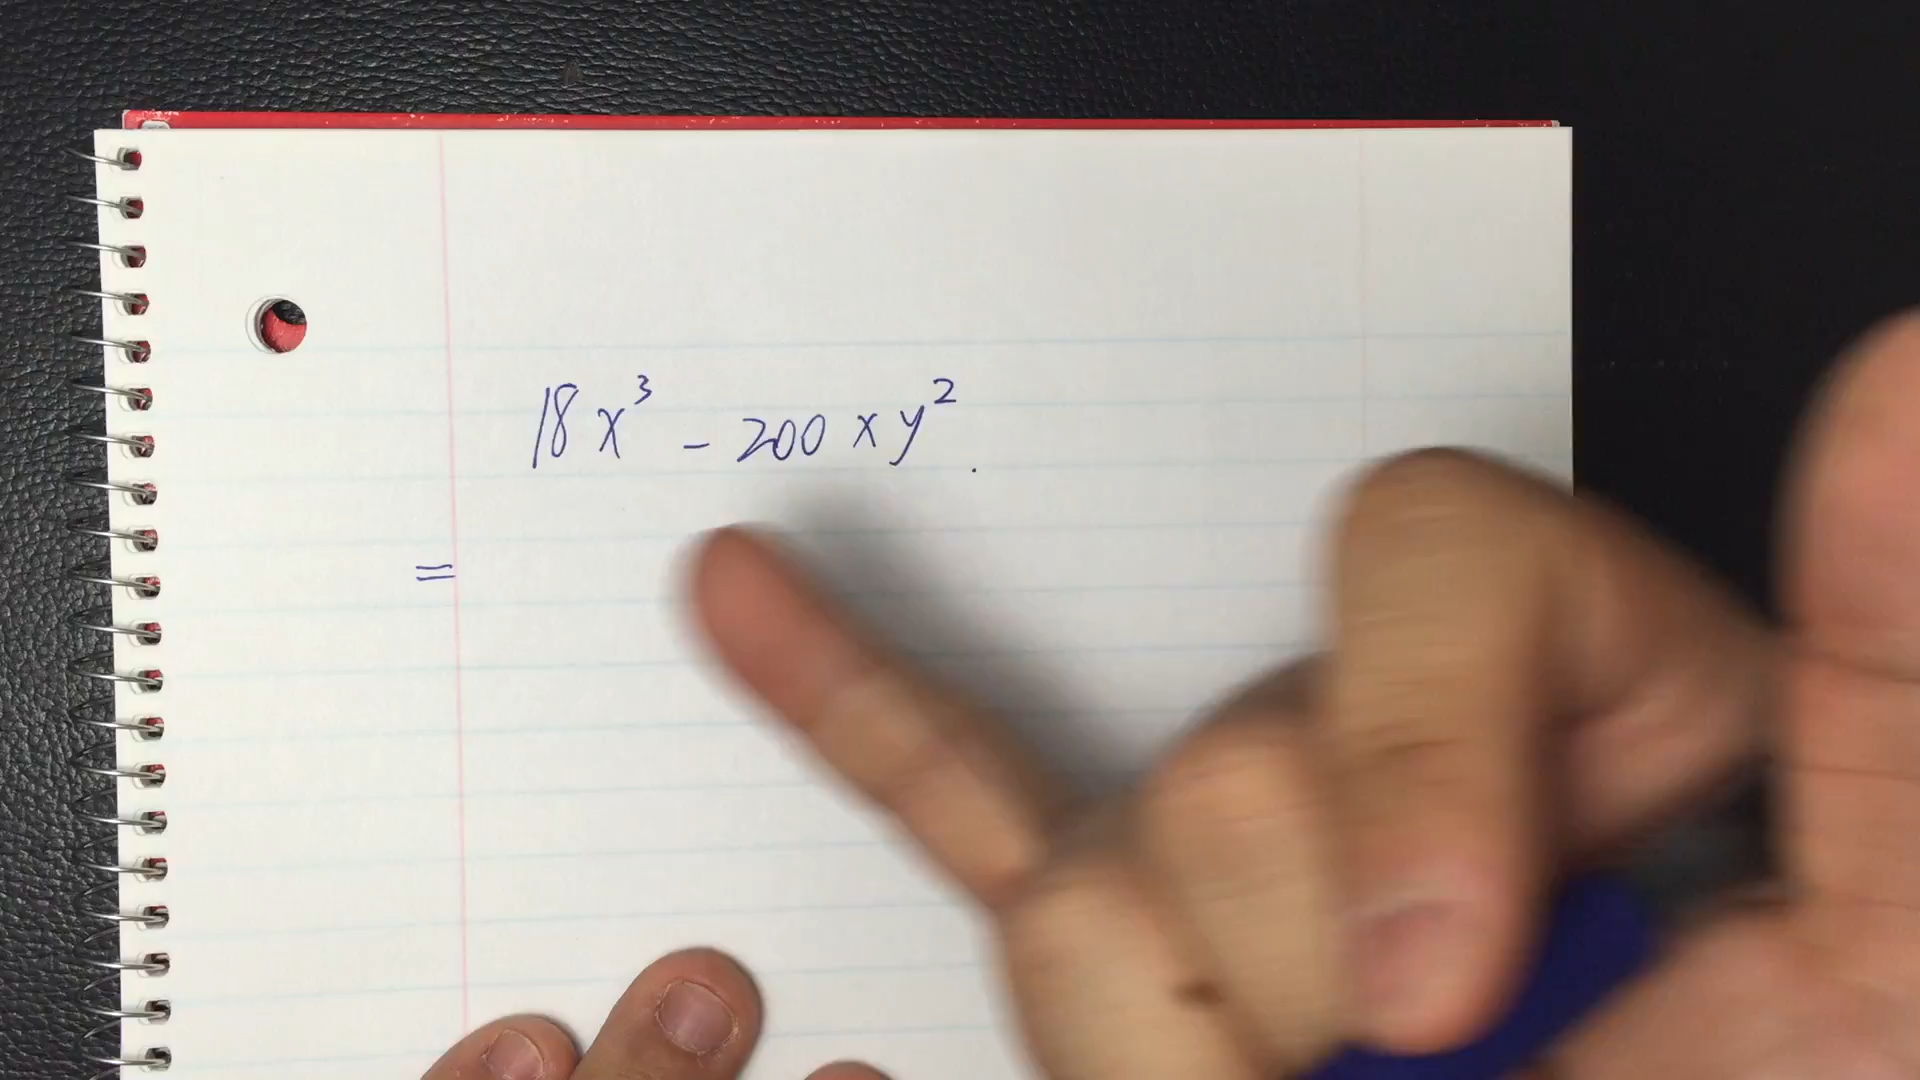 18x³ - 200xy².
=